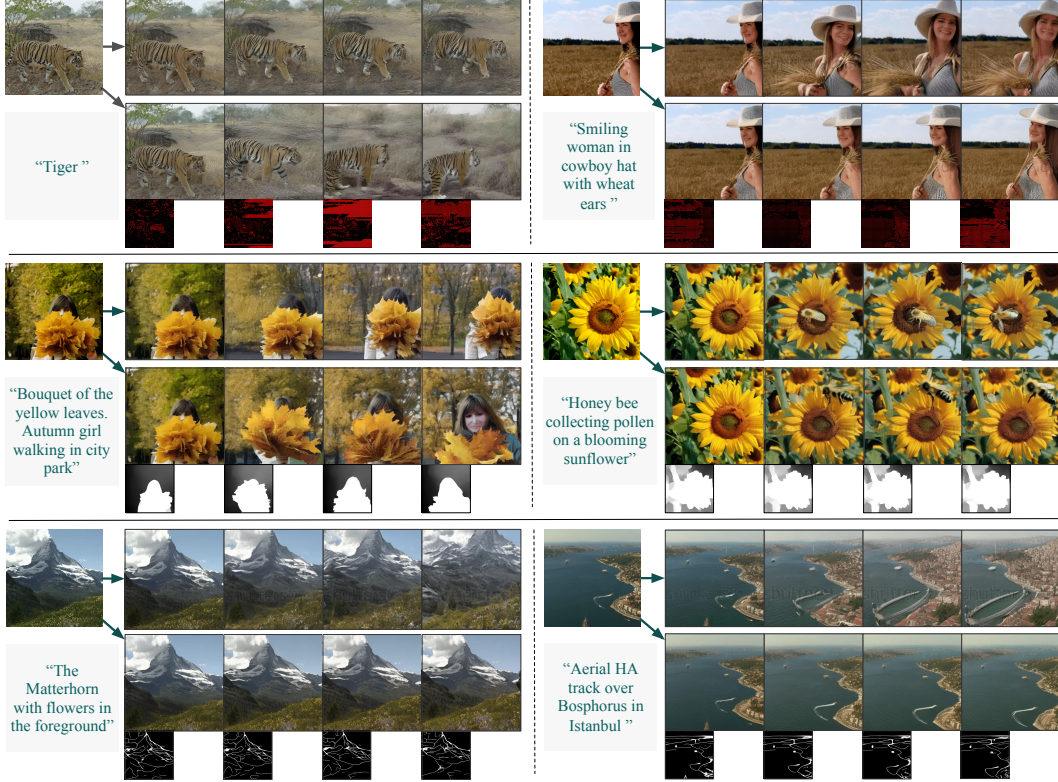 “Tiger ”
“Smiling
woman in
cowboy hat
with wheat
ears ”
“Bouquet of the
yellow leaves.
Autumn girl
walking in city
park”
“Honey bee
collecting pollen
on a blooming
sunflower”
“The
Matterhorn
with flowers in
the foreground”
“Aerial HA
track over
Bosphorus in
Istanbul ”